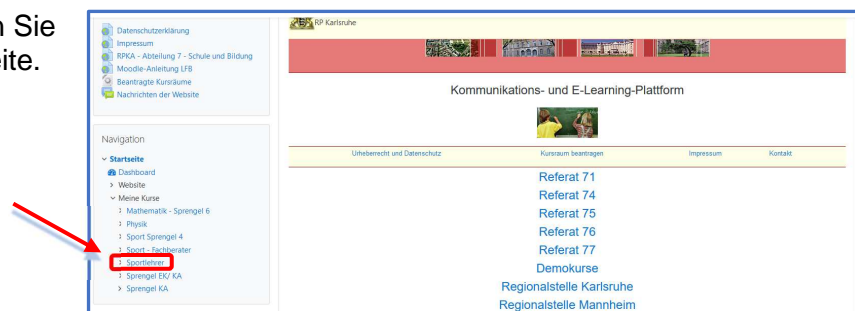 n Sie
eite.
Datenschutzerklärung
Impressum
RPKA - Abteilung 7 - Schule und Bildung
Moodle-Anleitung LFB
Beantragte Kursräume
Nachrichten der Website
Navigation
Startseite
Dashboard
Website
Meine Kurse
Mathematik - Sprengel 6
Physik
Sport Sprengel 4
Sport - Fachberater
Sportlehrer
Sprengel EK/ KA
Sprengel KA
RP Karlsruhe
Kommunikations- und E-Learning-Plattform
Urheberrecht und Datenschutz Kursraum beantragen Impressum Kontakt
Referat 71
Referat 74
Referat 75
Referat 76
Referat 77
Demokurse
Regionalstelle Karlsruhe
Regionalstelle Mannheim